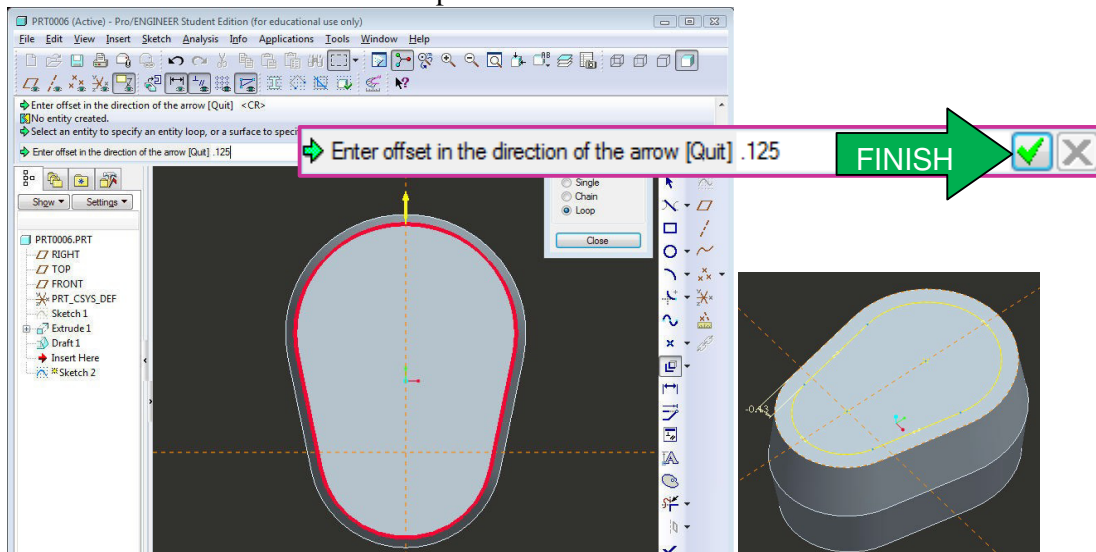 PRT0006 (Active) - Pro/ENGINEER Student Edition (for educational use only)
File Edit View Insert Sketch Analysis Info Applications Tools Window Help
Enter offset in the direction of the arrow [Quit] <CR>
No entity created.
Select an entity to specify an entity loop, or a surface to speci
Enter offset in the direction of the arrow [Quit] .125
Enter offset in the direction of the arrow [Quit] .125
FINISH
Show Settings
Single
Chain
Loop
Close
PRT0006.PRT
RIGHT
TOP
FRONT
PRT_CSYS_DEF
Sketch 1
Extrude 1
Draft 1
Insert Here
Sketch 2
-0.43